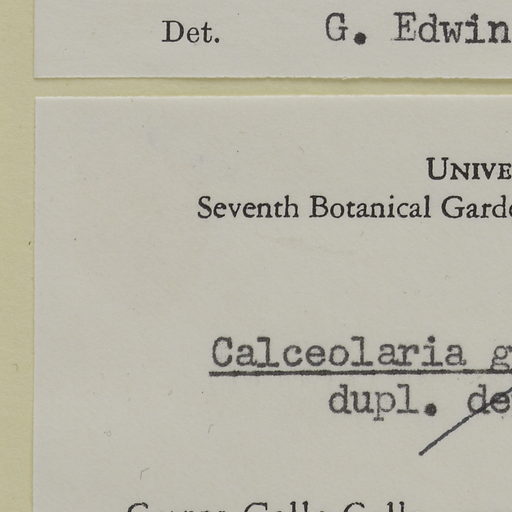 Det. G. Edwin
UNIVE
Seventh Botanical Garde
Calceolaria g
dupl. de